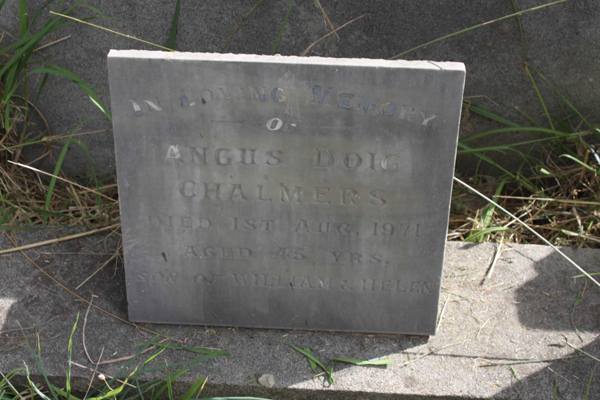 IN LOVING MEMORY
OF
ANGUS DOIG
CHALMERS
DIED 1ST AUG. 1971
AGED 45 YRS.
SON OF WILLIAM & HELEN